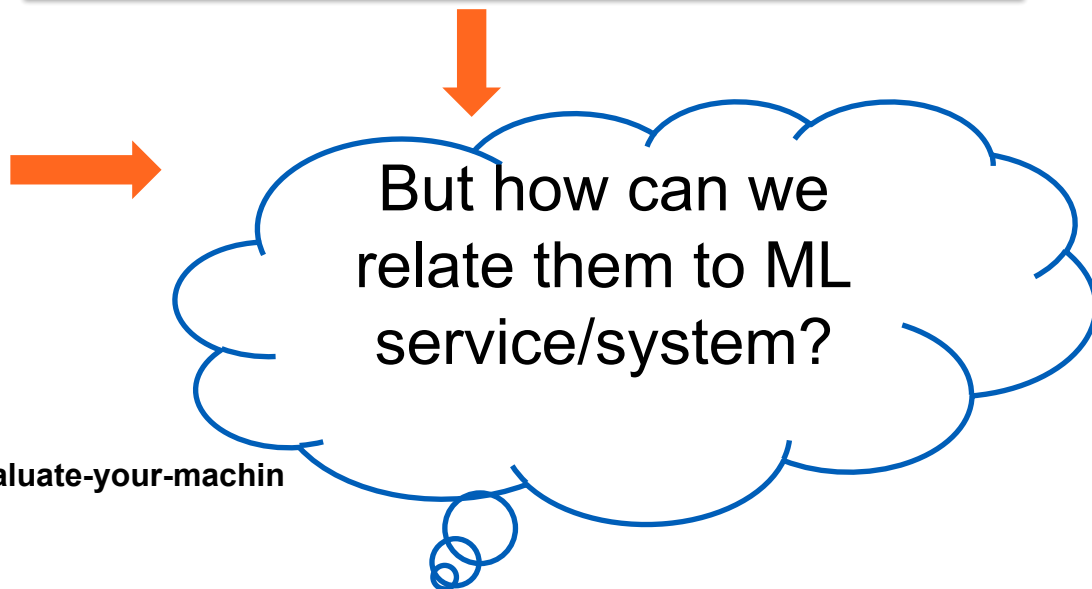 But how can we
relate them to ML
service/system?
aluate-your-machin